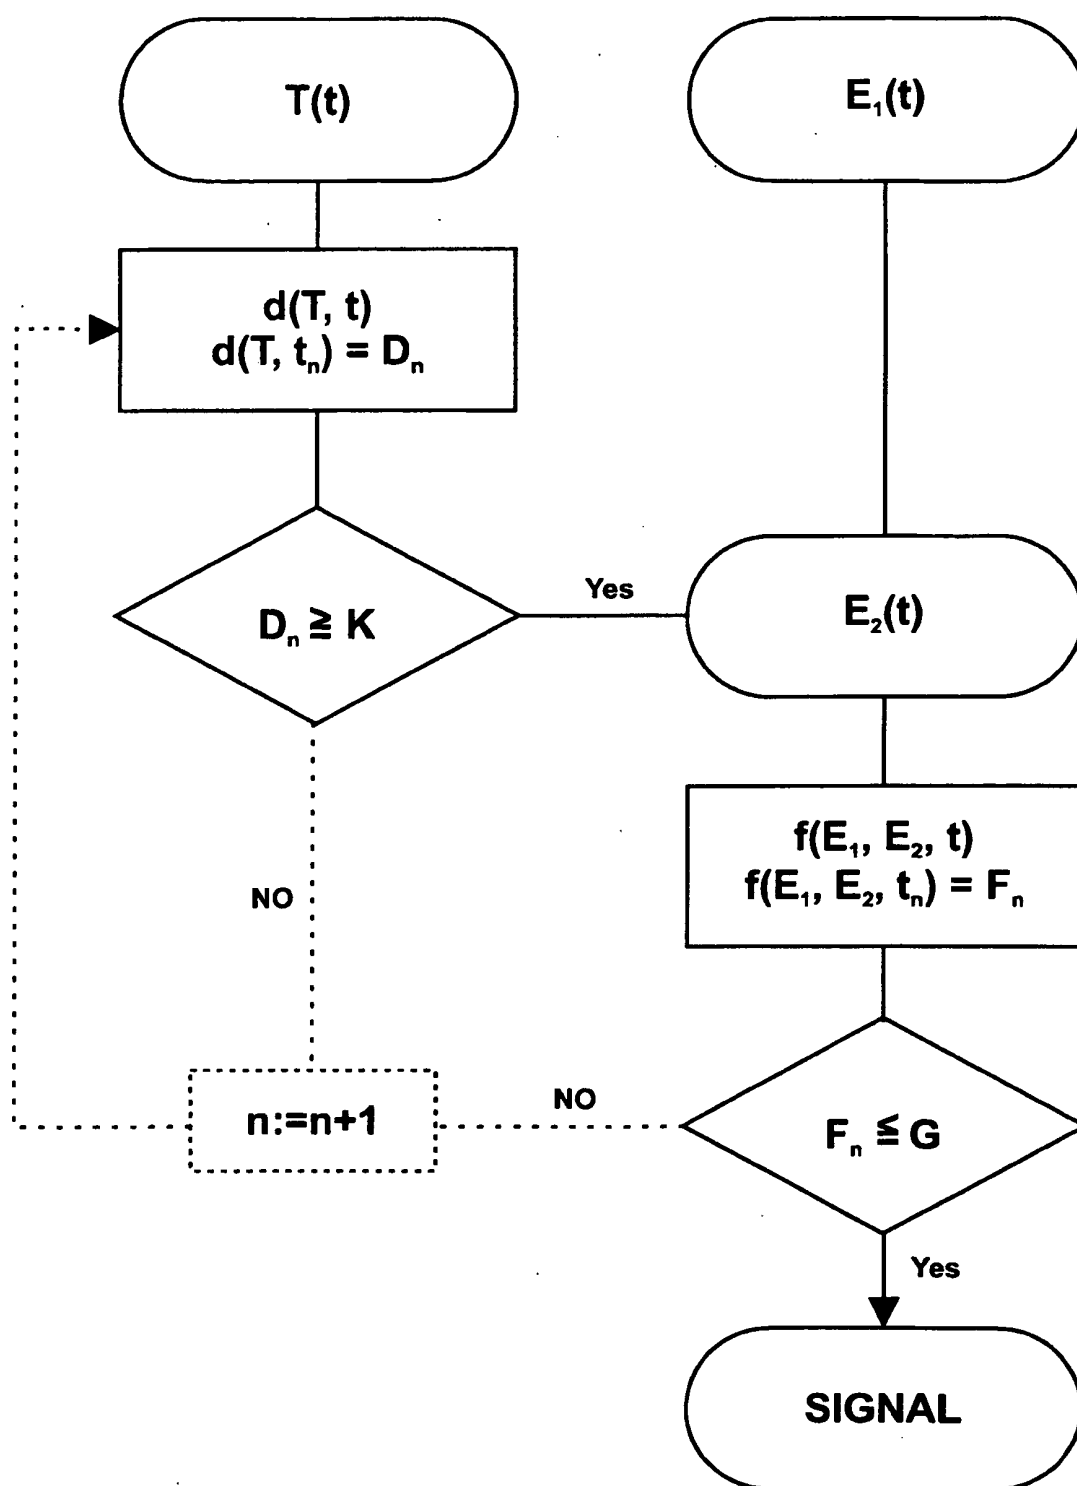 T(t)
E₁(t)
d(T, t)
d(T, tₙ) = Dₙ
Dₙ ≧ K
Yes
E₂(t)
f(E₁, E₂, t)
f(E₁, E₂, tₙ) = Fₙ
NO
n:=n+1
NO
Fₙ ≦ G
Yes
SIGNAL